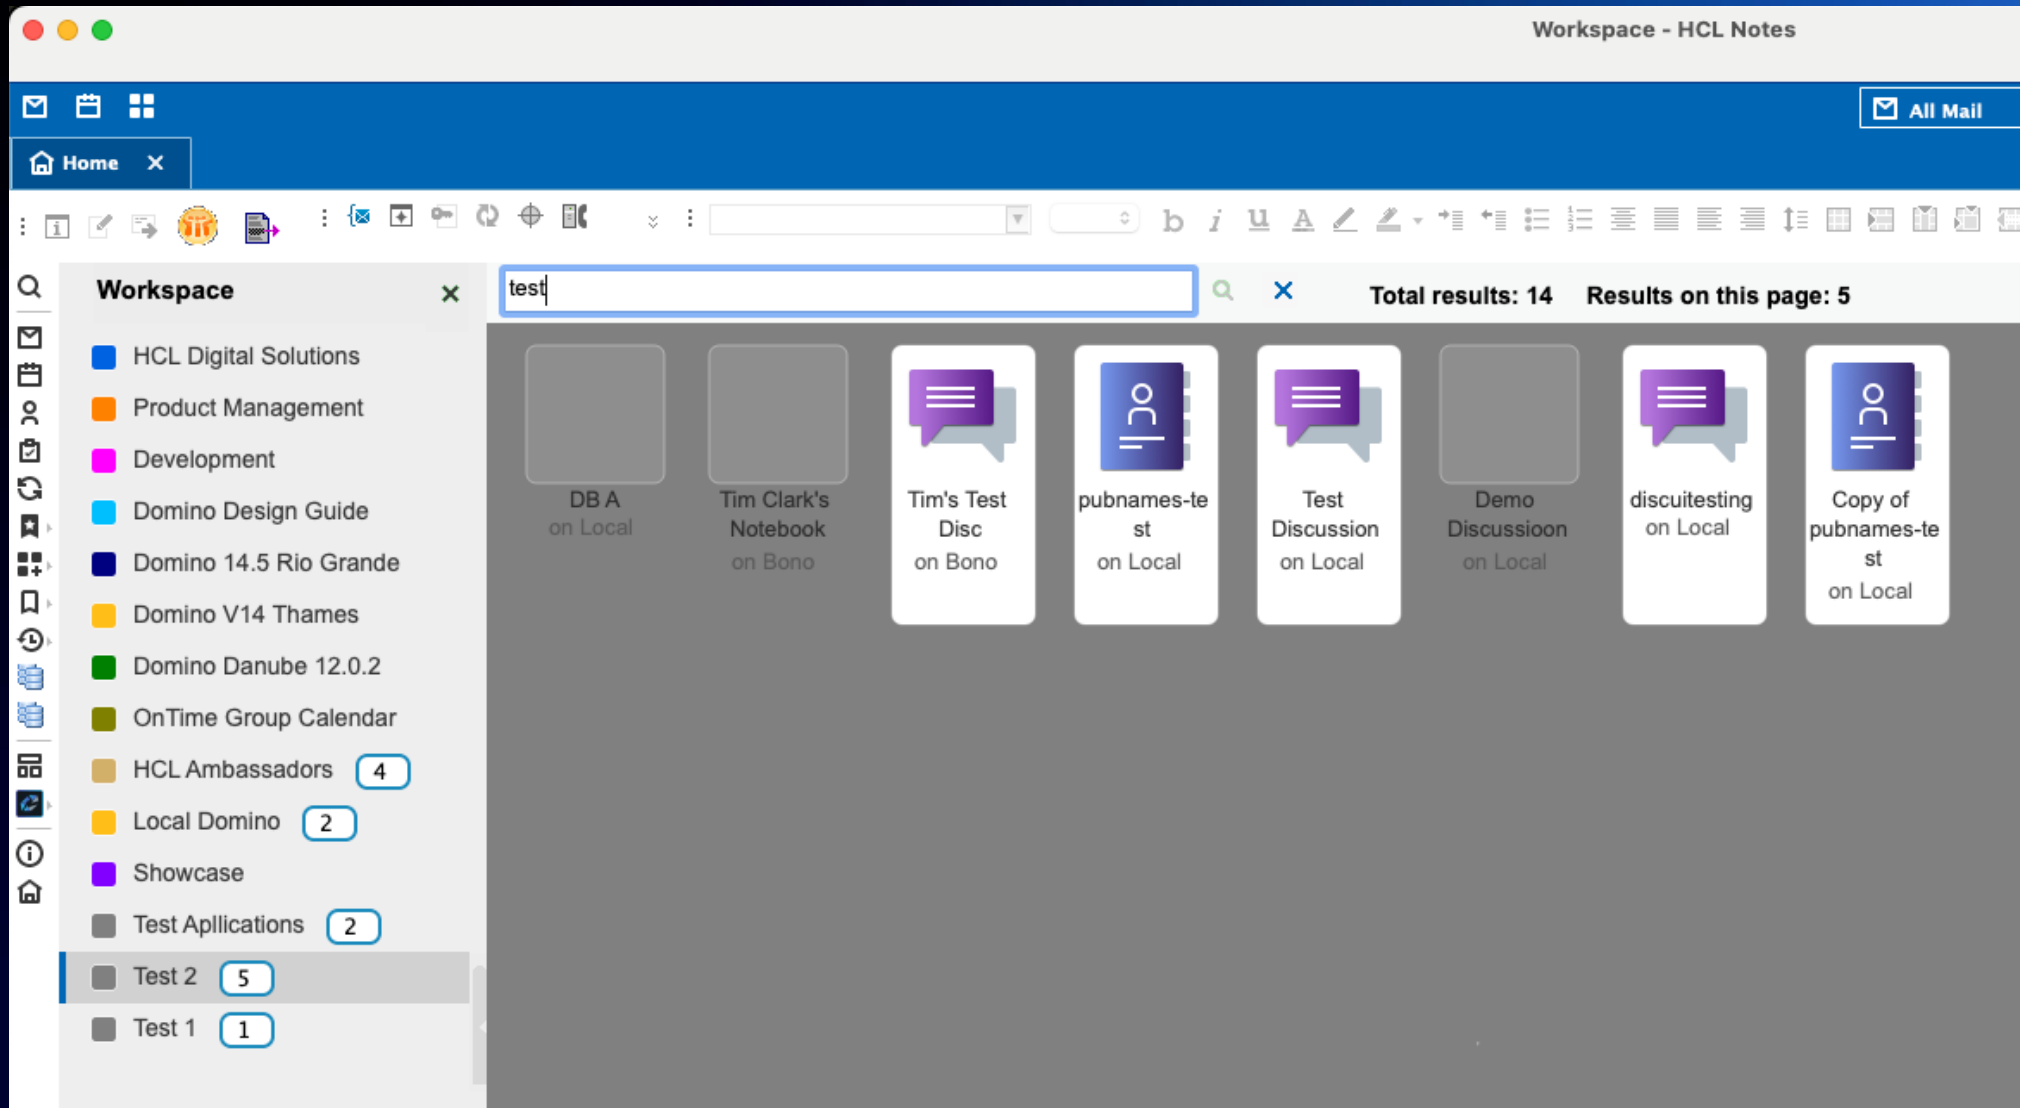 Workspace - HCL Notes
All Mail
Home
b i u A
Workspace
test
Total results: 14 Results on this page: 5
HCL Digital Solutions
Product Management
Development
Domino Design Guide
Domino 14.5 Rio Grande
Domino V14 Thames
Domino Danube 12.0.2
OnTime Group Calendar
HCL Ambassadors 4
Local Domino 2
Showcase
Test Apllications 2
Test 2 5
Test 1 1
DB A
on Local
Tim Clark's
Notebook
on Bono
Tim's Test
Disc
on Bono
pubnames-te
st
on Local
Test
Discussion
on Local
Demo
Discussioon
on Local
discuitesting
on Local
Copy of
pubnames-te
st
on Local